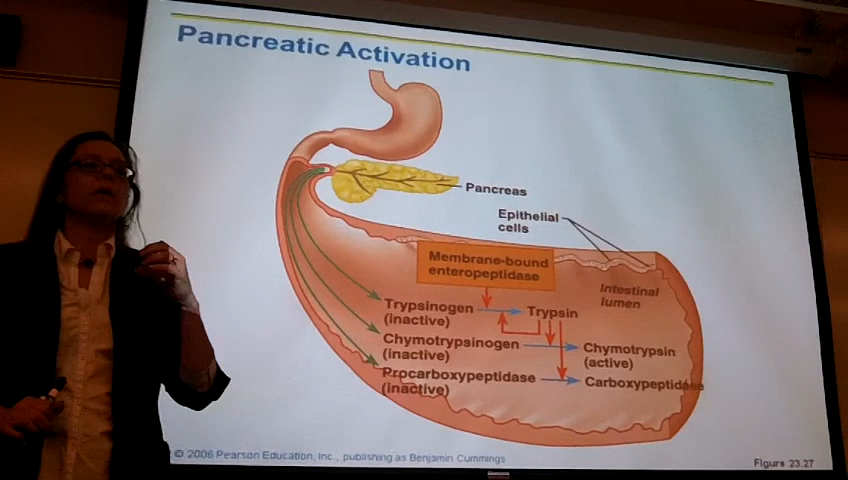 Pancreatic Activation
Pancreas
Epithelial
cells
Membrane-bound
enteropeptidase
Intestinal
lumen
Trypsinogen
(inactive)
Trypsin
Chymotrypsinogen
(inactive)
Chymotrypsin
(active)
Procarboxypeptidase
(inactive)
Carboxypeptidase
© 2006 Pearson Education, Inc., publishing as Benjamin Cummings
Figure 23.27